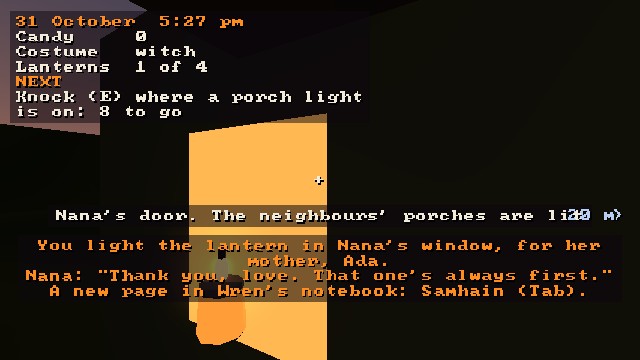 31 October 5:27 pm
Candy 0
Costume witch
Lanterns 1 of 4
NEXT
Knock (E) where a porch light
is on: 8 to go
Nana's door. The neighbours' porches are
20 m)
You light the lantern in Nana's window, for her
mother, Ada.
Nana: "Thank you, love. That one's always first."
A new page in Wren's notebook: Samhain (Tab).